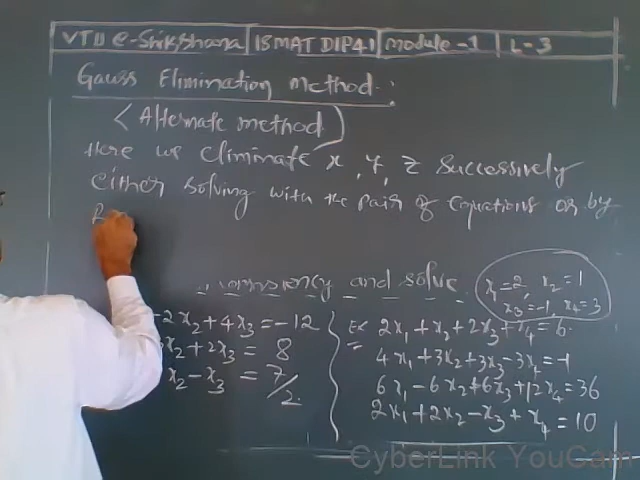 VTU e-Shikshana 18MAT DIP41 Module-1 L-3
Gauss Elimination method:
(Alternate method)
Here we eliminate x, y, z successively
either solving with the pair of equations or by
consistency and solve
x₁=2, x₂=1
x₃=-1, x₄=3
-2x₂+4x₃=-12
x₂+2x₃=8
x₂-x₃=7/2
Ex 2x₁+x₂+2x₃+x₄=6
4x₁+3x₂+3x₃-3x₄=-1
6x₁-6x₂+6x₃+12x₄=36
2x₁+2x₂-x₃+x₄=10
CyberLink YouCam